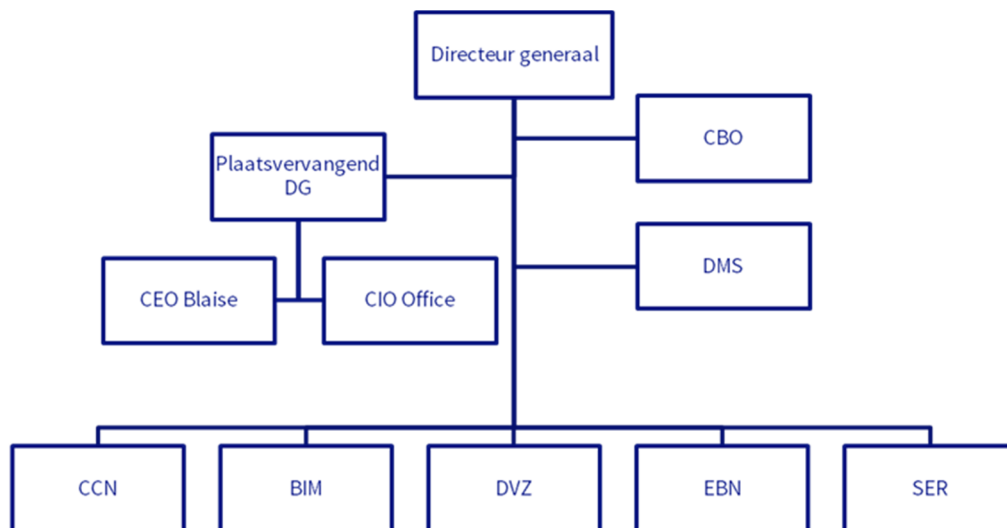 Directeur generaal
CBO
Plaatsvervangend
DG
DMS
CEO Blaise
CIO Office
CCN
BIM
DVZ
EBN
SER